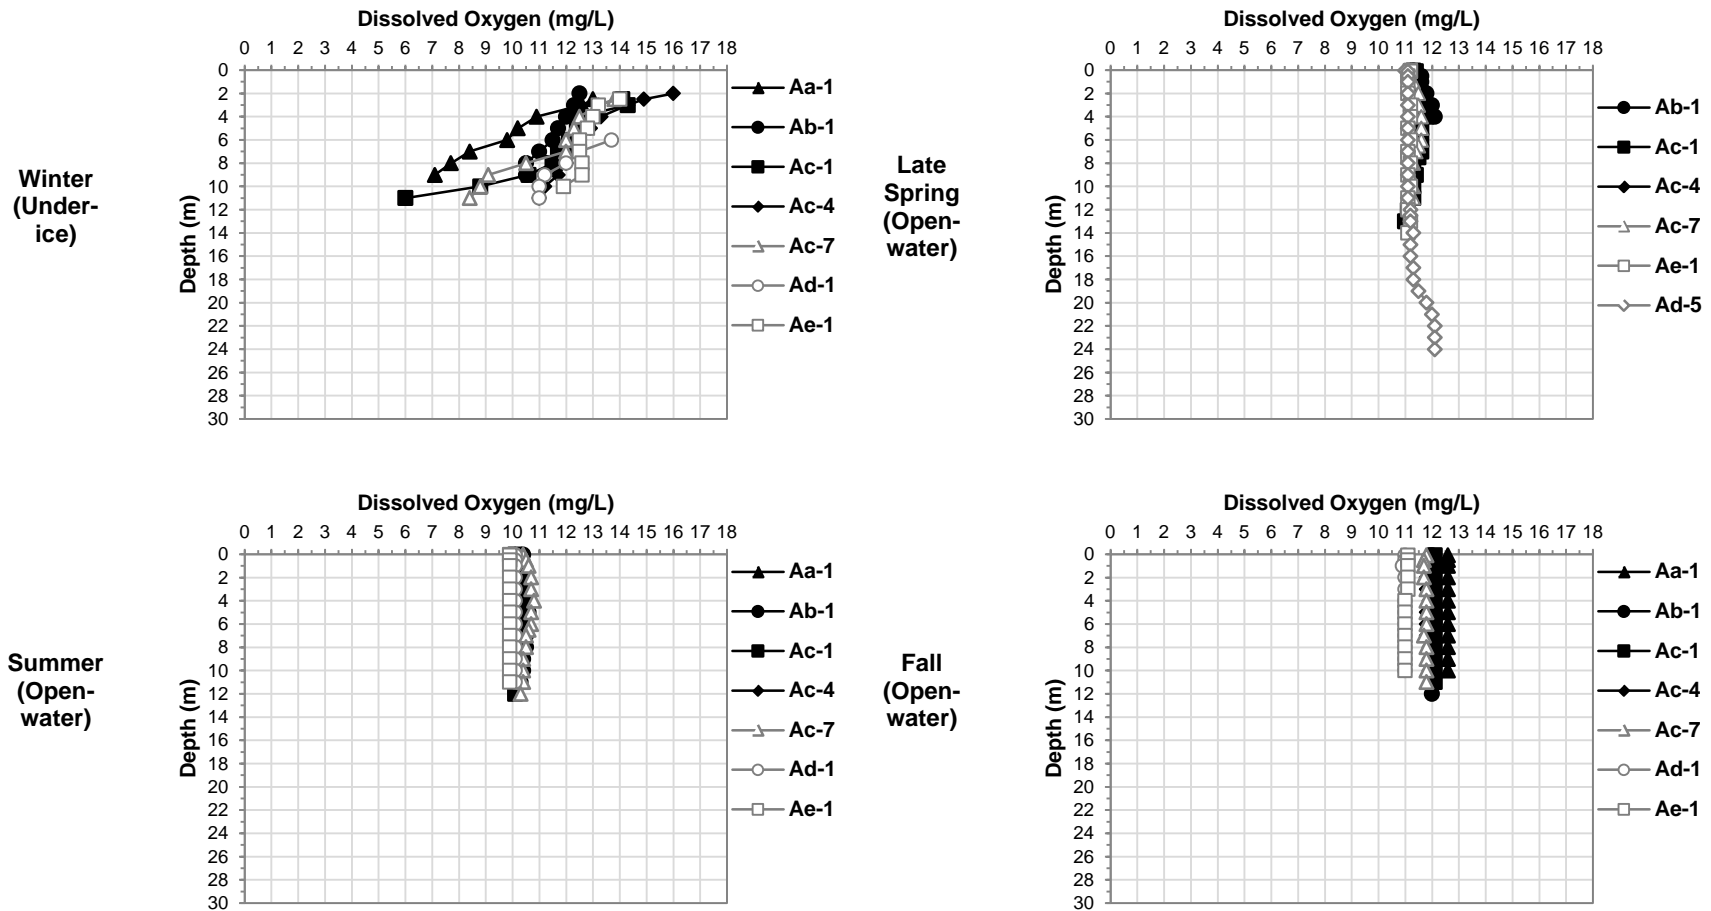 Dissolved Oxygen (mg/L)
0 1 2 3 4 5 6 7 8 9 10 11 12 13 14 15 16 17 18
0
2
4
6
8
10
12
14
16
18
20
22
24
26
28
30
Depth (m)
Winter
(Under-
ice)
Aa-1
Ab-1
Ac-1
Ac-4
Ac-7
Ad-1
Ae-1
Dissolved Oxygen (mg/L)
0 1 2 3 4 5 6 7 8 9 10 11 12 13 14 15 16 17 18
0
2
4
6
8
10
12
14
16
18
20
22
24
26
28
30
Depth (m)
Late
Spring
(Open-
water)
Ab-1
Ac-1
Ac-4
Ac-7
Ae-1
Ad-5
Dissolved Oxygen (mg/L)
0 1 2 3 4 5 6 7 8 9 10 11 12 13 14 15 16 17 18
0
2
4
6
8
10
12
14
16
18
20
22
24
26
28
30
Depth (m)
Summer
(Open-
water)
Aa-1
Ab-1
Ac-1
Ac-4
Ac-7
Ad-1
Ae-1
Dissolved Oxygen (mg/L)
0 1 2 3 4 5 6 7 8 9 10 11 12 13 14 15 16 17 18
0
2
4
6
8
10
12
14
16
18
20
22
24
26
28
30
Depth (m)
Fall
(Open-
water)
Aa-1
Ab-1
Ac-1
Ac-4
Ac-7
Ad-1
Ae-1